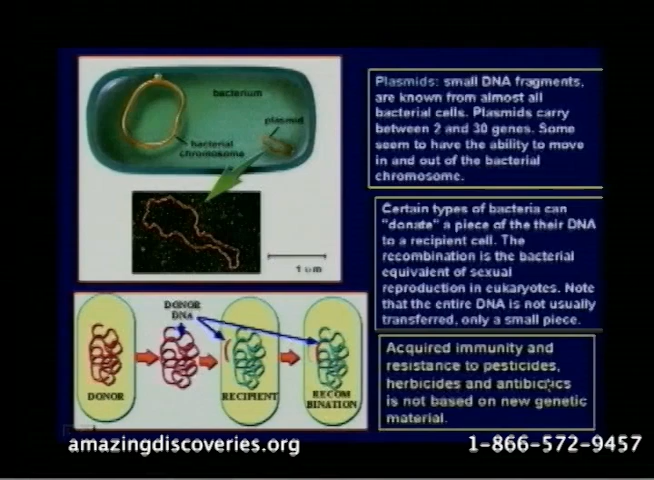 bacterium
plasmid
bacterial
chromosome
Plasmids: small DNA fragments,
are known from almost all
bacterial cells. Plasmids carry
between 2 and 30 genes. Some
seem to have the ability to move
in and out of the bacterial
chromosome.
1 um
Certain types of bacteria can
"donate" a piece of the their DNA
to a recipient cell. The
recombination is the bacterial
equivalent of sexual
reproduction in eukaryotes. Note
that the entire DNA is not usually
transferred, only a small piece.
DONOR
DNA
DONOR
RECIPIENT
RECOM
BINATION
Acquired immunity and
resistance to pesticides,
herbicides and antibiotics
is not based on new genetic
material.
amazingdiscoveries.org
1-866-572-9457